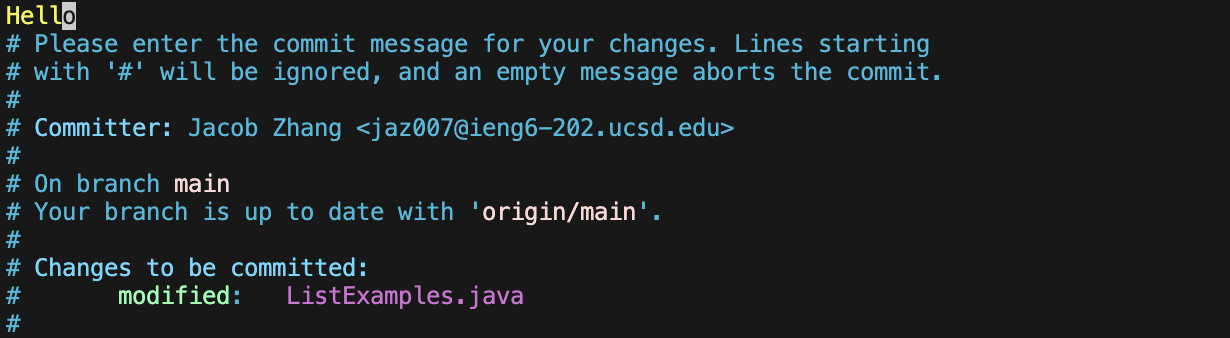 Hello
# Please enter the commit message for your changes. Lines starting
# with '#' will be ignored, and an empty message aborts the commit.
#
# Committer: Jacob Zhang <jaz007@ieng6-202.ucsd.edu>
#
# On branch main
# Your branch is up to date with 'origin/main'.
#
# Changes to be committed:
#       modified:   ListExamples.java
#